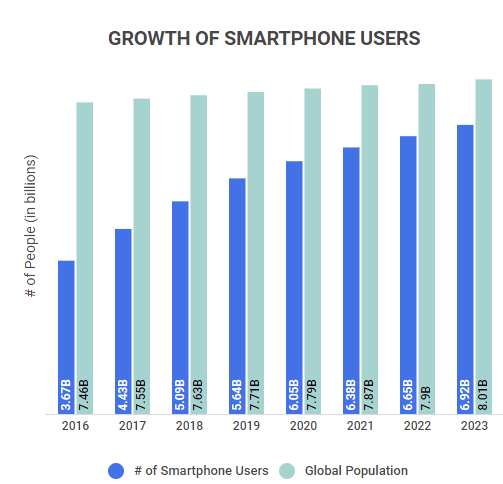 GROWTH OF SMARTPHONE USERS
# of People (in billions)
3.67B
7.46B
4.43B
7.55B
5.09B
7.63B
5.64B
7.71B
6.05B
7.79B
6.38B
7.87B
6.65B
7.9B
6.92B
8.01B
2016 2017 2018 2019 2020 2021 2022 2023
# of Smartphone Users Global Population